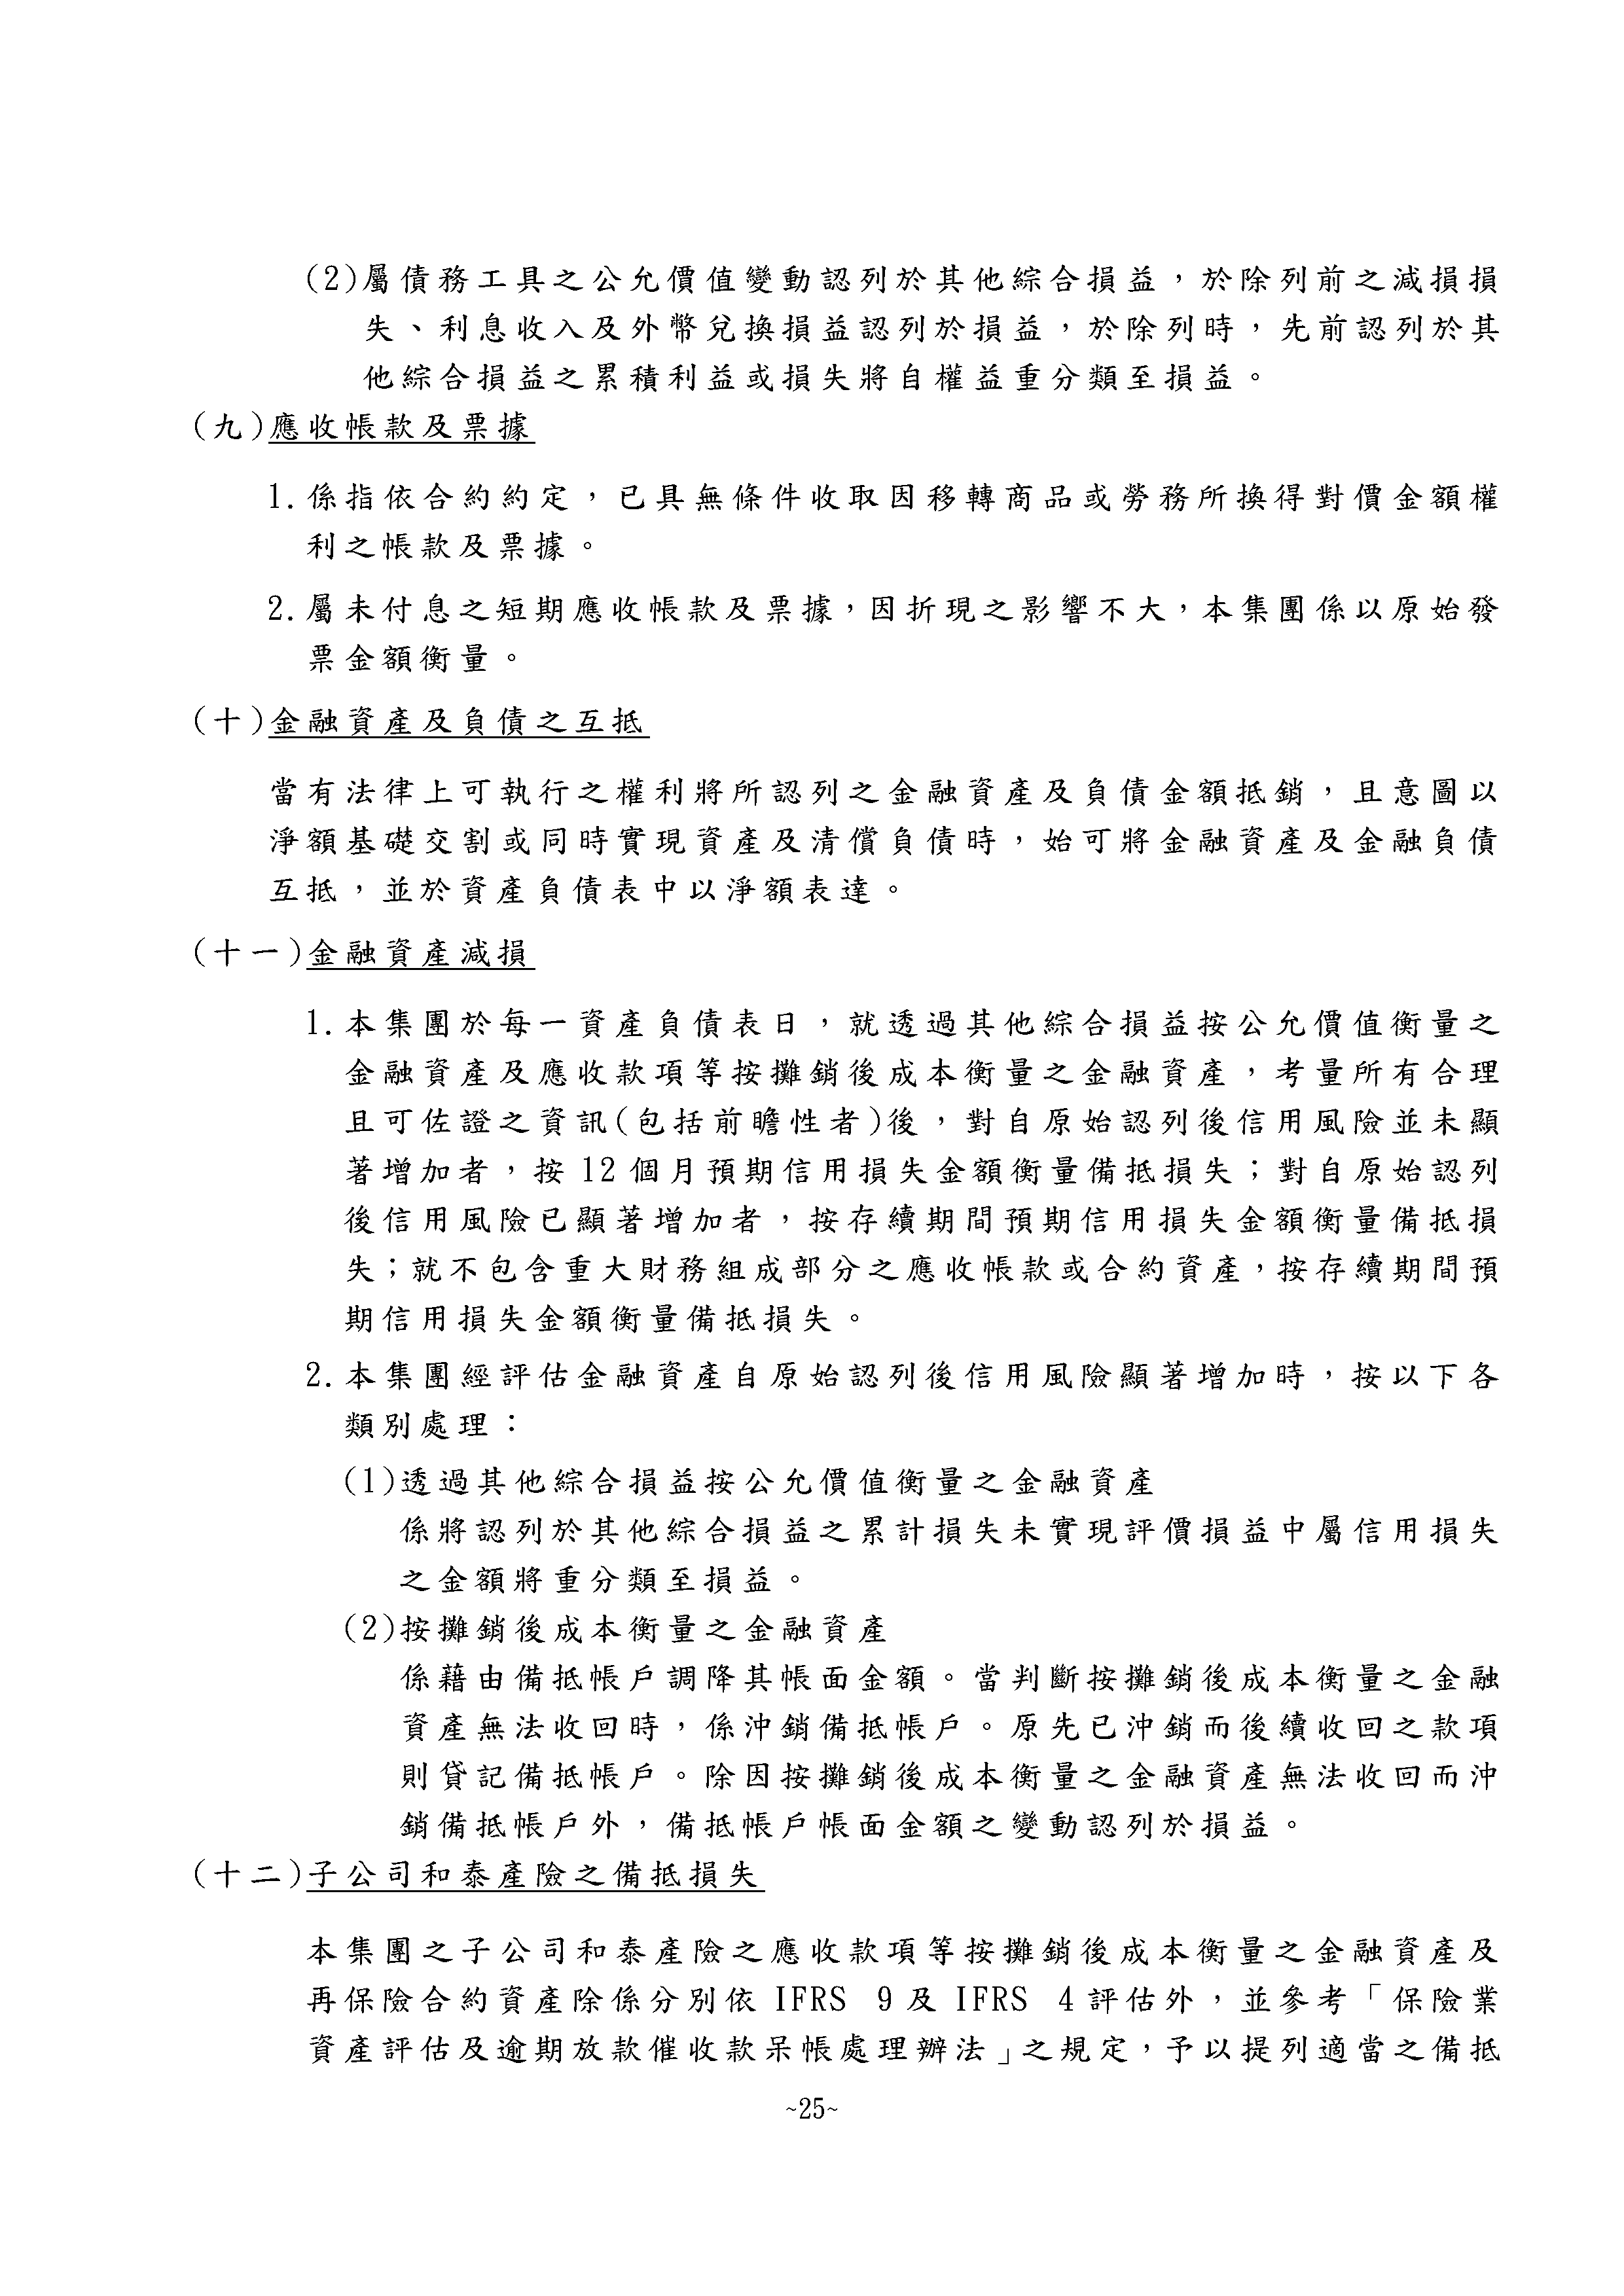 (2)屬債務工具之公允價值變動認列於其他綜合損益，於除列前之減損損
失、利息收入及外幣兌換損益認列於損益，於除列時，先前認列於其
他綜合損益之累積利益或損失將自權益重分類至損益。
(九)應收帳款及票據
1.係指依合約約定，已具無條件收取因移轉商品或勞務所換得對價金額權
利之帳款及票據。
2.屬未付息之短期應收帳款及票據，因折現之影響不大，本集團係以原始發
票金額衡量。
(十)金融資產及負債之互抵
當有法律上可執行之權利將所認列之金融資產及負債金額抵銷，且意圖以
淨額基礎交割或同時實現資產及清償負債時，始可將金融資產及金融負債
互抵，並於資產負債表中以淨額表達。
(十一)金融資產減損
1.本集團於每一資產負債表日，就透過其他綜合損益按公允價值衡量之
金融資產及應收款項等按攤銷後成本衡量之金融資產，考量所有合理
且可佐證之資訊(包括前瞻性者)後，對自原始認列後信用風險並未顯
著增加者，按 12 個月預期信用損失金額衡量備抵損失；對自原始認列
後信用風險已顯著增加者，按存續期間預期信用損失金額衡量備抵損
失；就不包含重大財務組成部分之應收帳款或合約資產，按存續期間預
期信用損失金額衡量備抵損失。
2.本集團經評估金融資產自原始認列後信用風險顯著增加時，按以下各
類別處理：
(1)透過其他綜合損益按公允價值衡量之金融資產
係將認列於其他綜合損益之累計損失未實現評價損益中屬信用損失
之金額將重分類至損益。
(2)按攤銷後成本衡量之金融資產
係藉由備抵帳戶調降其帳面金額。當判斷按攤銷後成本衡量之金融
資產無法收回時，係沖銷備抵帳戶。原先已沖銷而後續收回之款項
則貸記備抵帳戶。除因按攤銷後成本衡量之金融資產無法收回而沖
銷備抵帳戶外，備抵帳戶帳面金額之變動認列於損益。
(十二)子公司和泰產險之備抵損失
本集團之子公司和泰產險之應收款項等按攤銷後成本衡量之金融資產及
再保險合約資產除係分別依 IFRS 9 及 IFRS 4 評估外，並參考「保險業
資產評估及逾期放款催收款呆帳處理辦法」之規定，予以提列適當之備抵
~25~